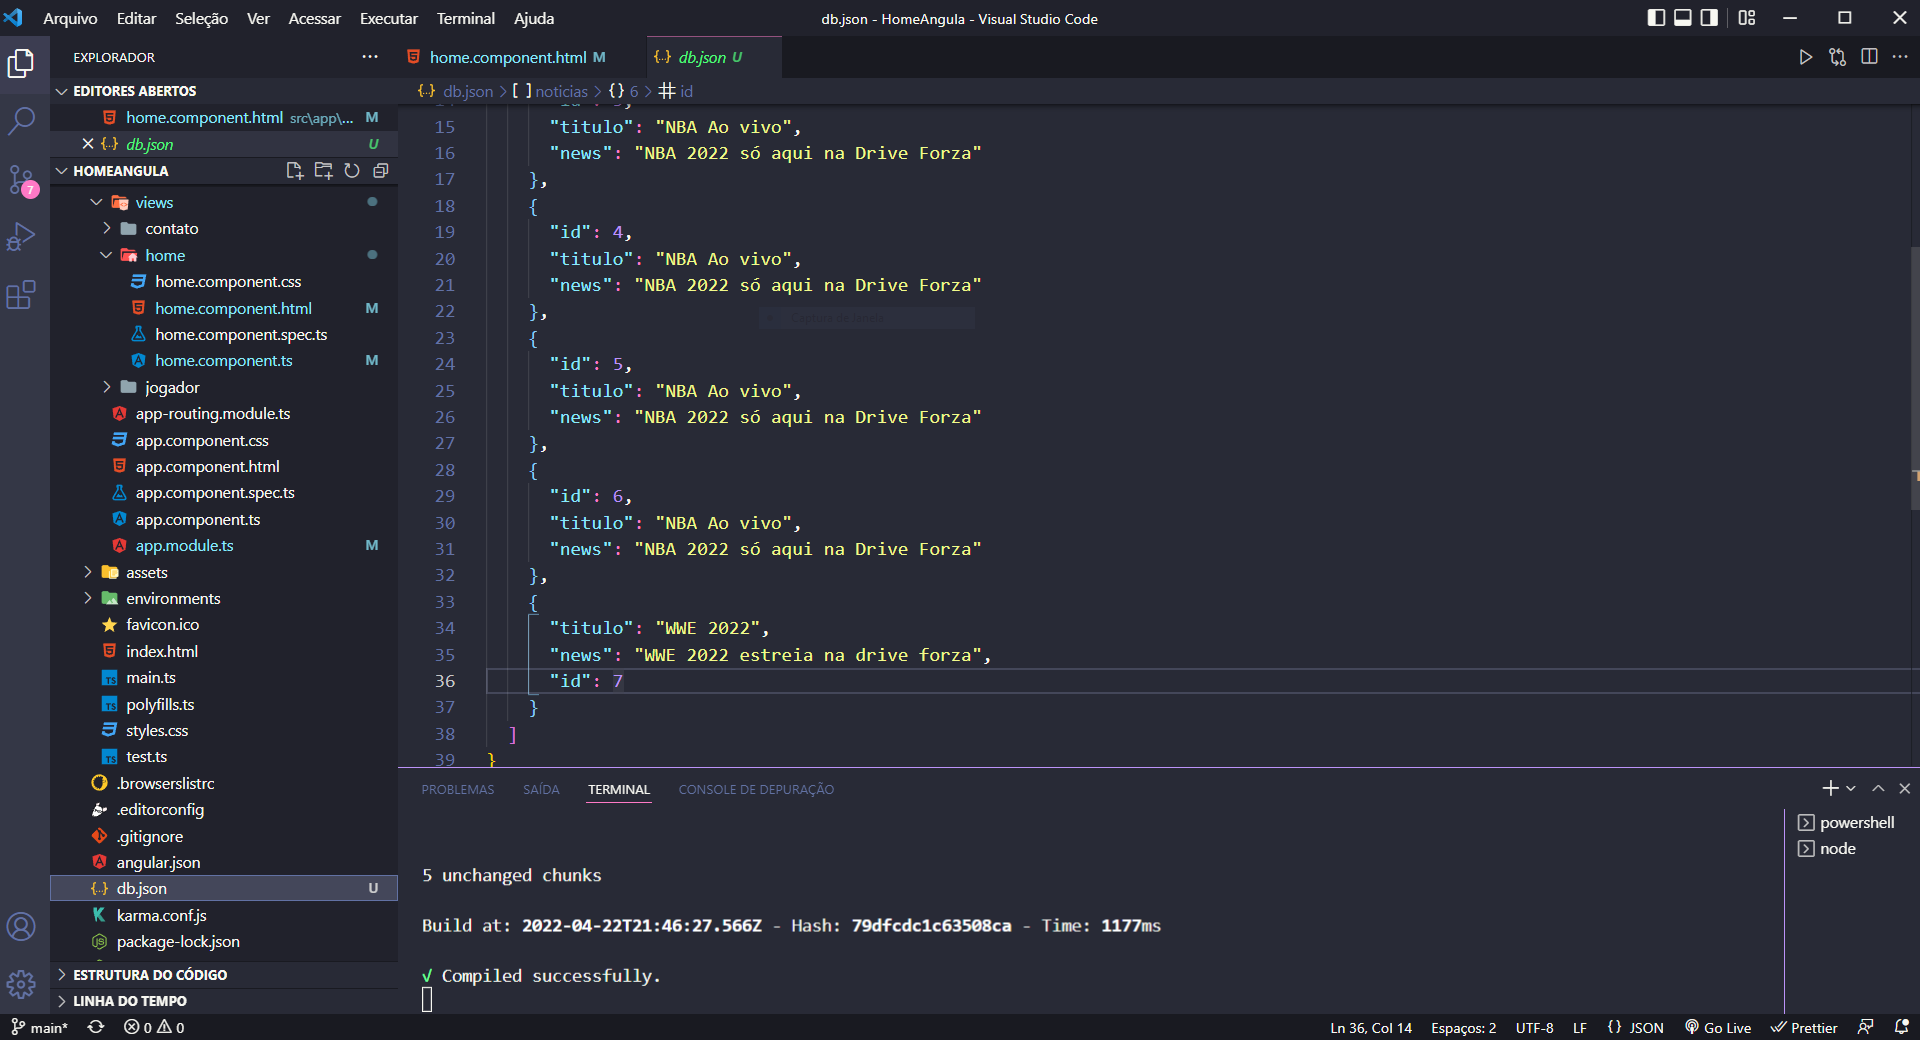 Arquivo Editar Seleção Ver Acessar Executar Terminal Ajuda
db.json - HomeAngula - Visual Studio Code
EXPLORADOR
EDITORES ABERTOS
home.component.html src\app\... M
db.json U
HOMEANGULA
views
contato
home
home.component.css
home.component.html M
home.component.spec.ts
home.component.ts M
jogador
app-routing.module.ts
app.component.css
app.component.html
app.component.spec.ts
app.component.ts
app.module.ts M
assets
environments
favicon.ico
index.html
main.ts
polyfills.ts
styles.css
test.ts
.browserslistrc
.editorconfig
.gitignore
angular.json
db.json U
karma.conf.js
package-lock.json
ESTRUTURA DO CÓDIGO
LINHA DO TEMPO
7
home.component.html M
db.json U
db.json > [ ] noticias > {} 6 > # id
15 "titulo": "NBA Ao vivo",
16 "news": "NBA 2022 só aqui na Drive Forza"
17 },
18 {
19 "id": 4,
20 "titulo": "NBA Ao vivo",
21 "news": "NBA 2022 só aqui na Drive Forza"
22 },
23 {
24 "id": 5,
25 "titulo": "NBA Ao vivo",
26 "news": "NBA 2022 só aqui na Drive Forza"
27 },
28 {
29 "id": 6,
30 "titulo": "NBA Ao vivo",
31 "news": "NBA 2022 só aqui na Drive Forza"
32 },
33 {
34 "titulo": "WWE 2022",
35 "news": "WWE 2022 estreia na drive forza",
36 "id": 7
37 }
38 ]
39 }
PROBLEMAS SAÍDA TERMINAL CONSOLE DE DEPURAÇÃO
5 unchanged chunks
Build at: 2022-04-22T21:46:27.566Z - Hash: 79dfcdc1c63508ca - Time: 1177ms
√ Compiled successfully.
powershell
node
main* 0 0
Ln 36, Col 14 Espaços: 2 UTF-8 LF {} JSON Go Live Prettier